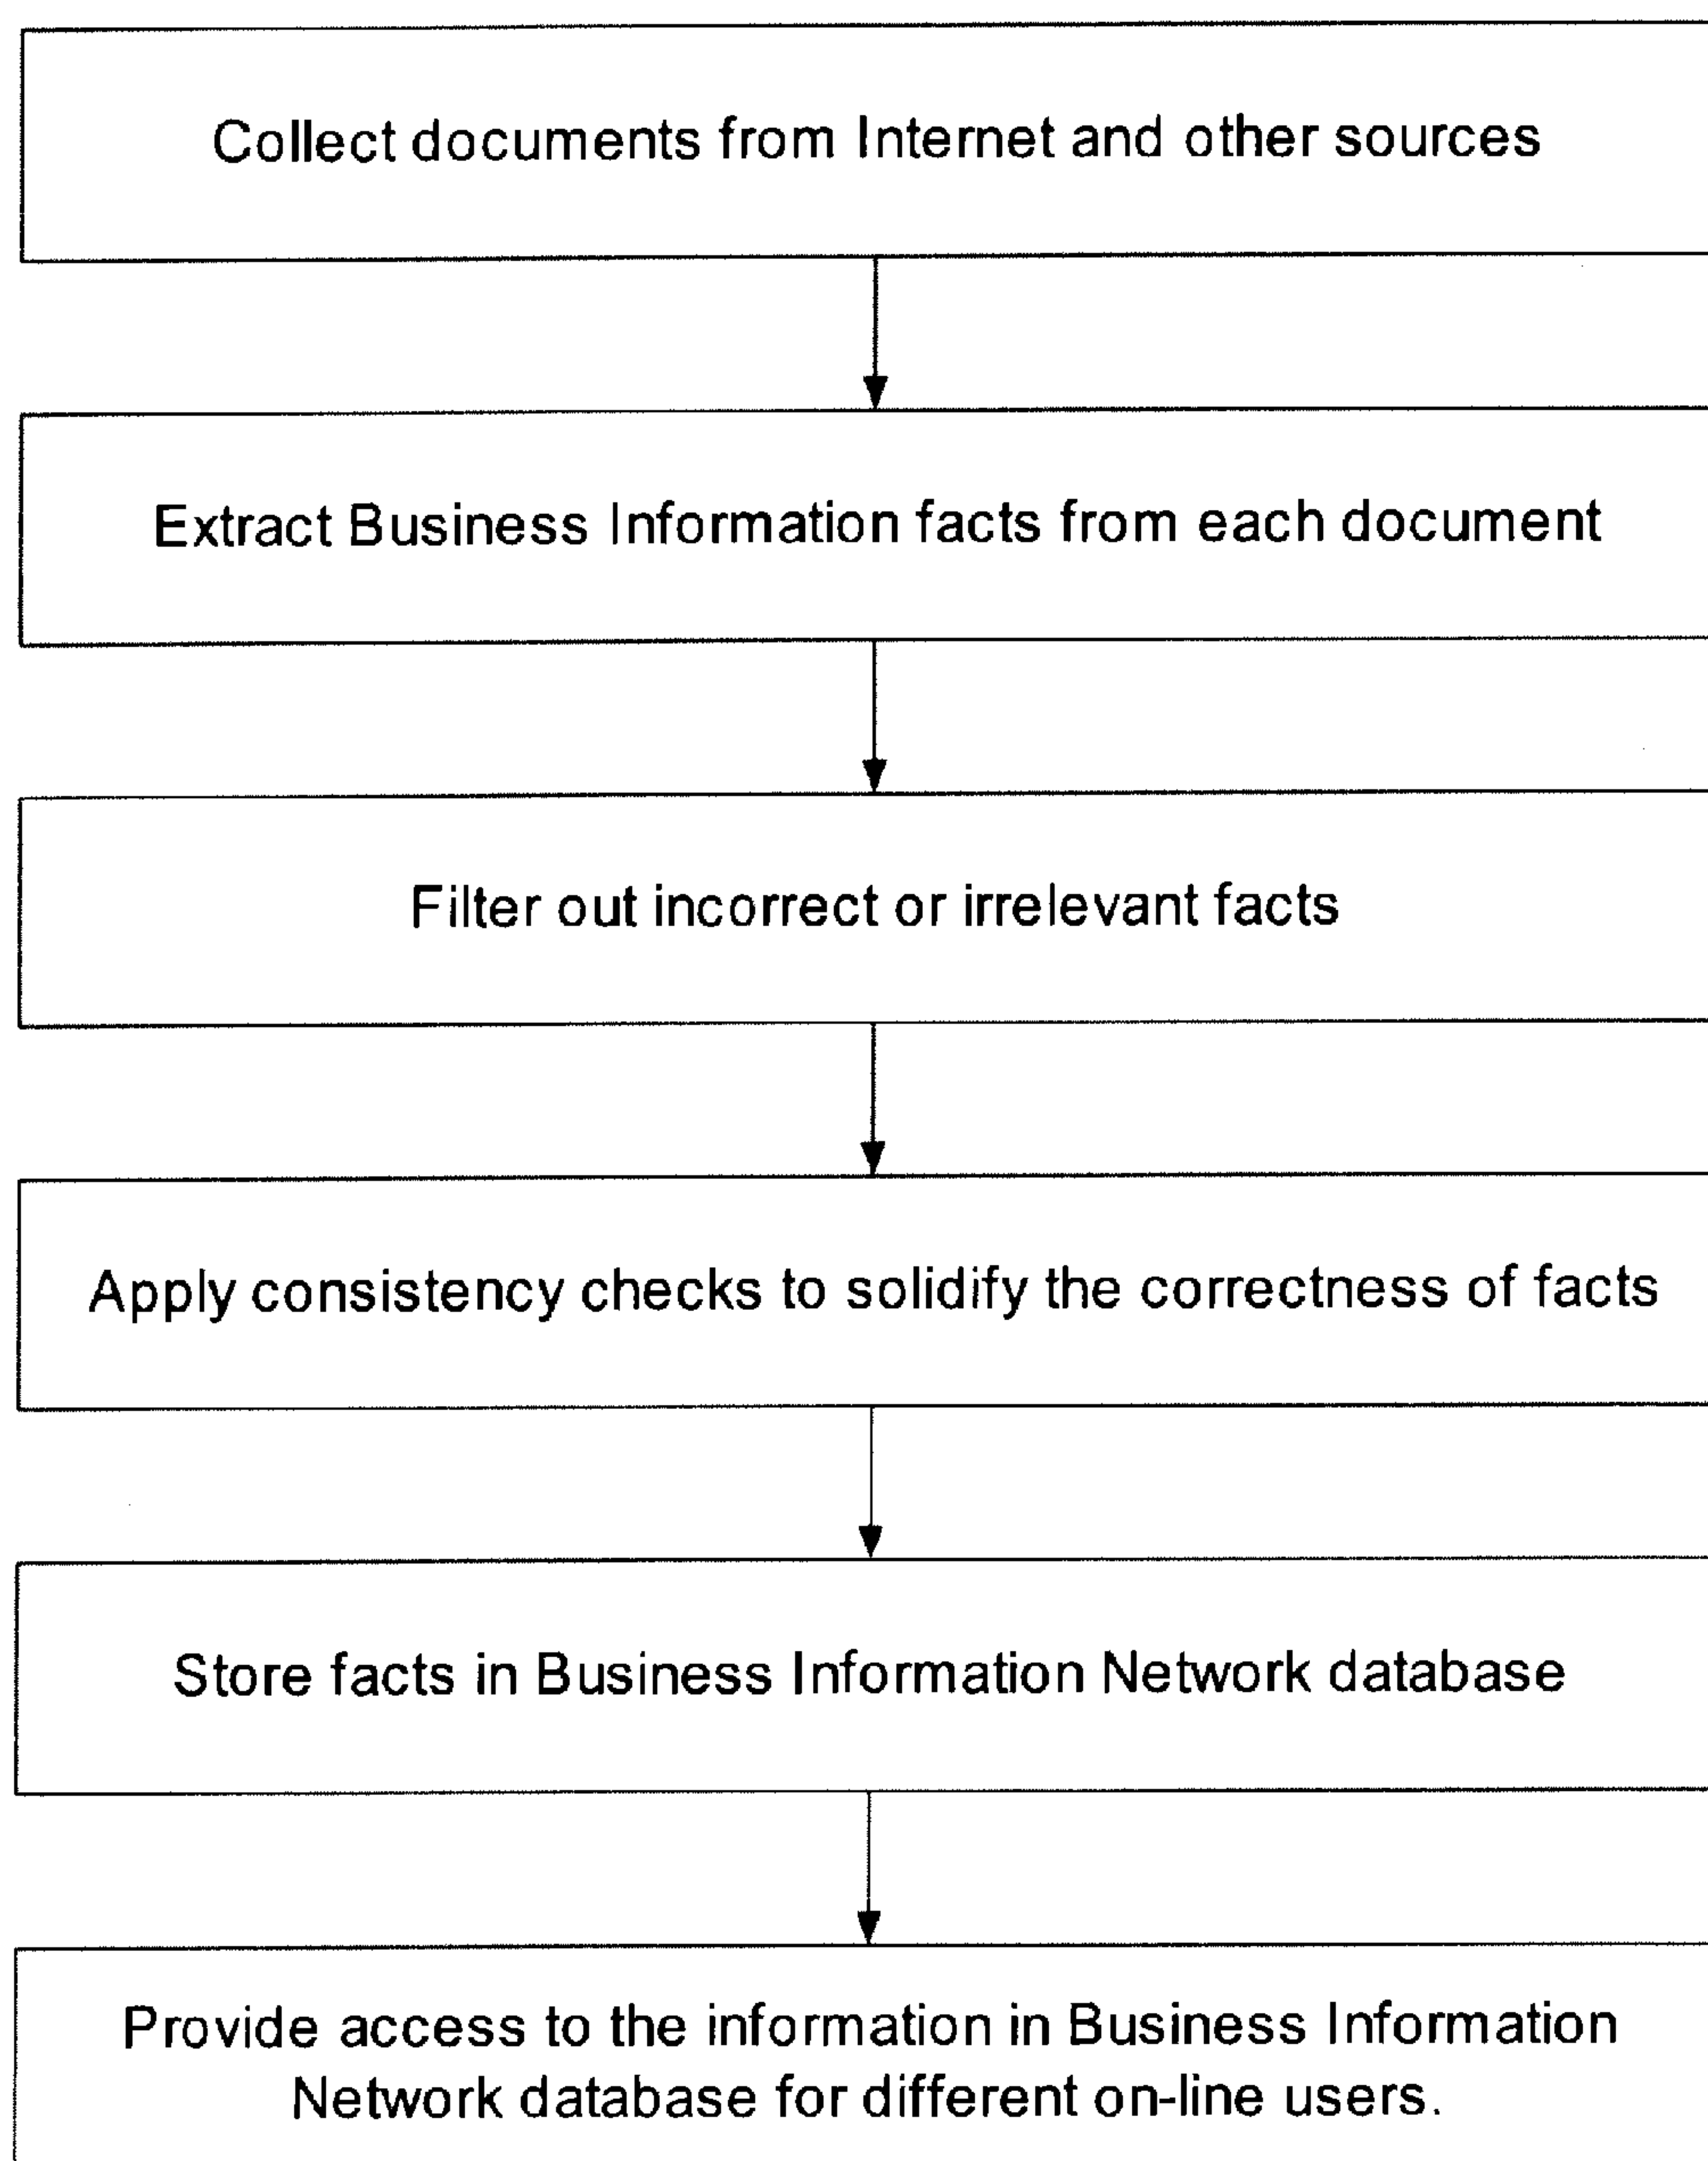 Collect documents from Internet and other sources
Extract Business Information facts from each document
Filter out incorrect or irrelevant facts
Apply consistency checks to solidify the correctness of facts
Store facts in Business Information Network database
Provide access to the information in Business Information
Network database for different on-line users.